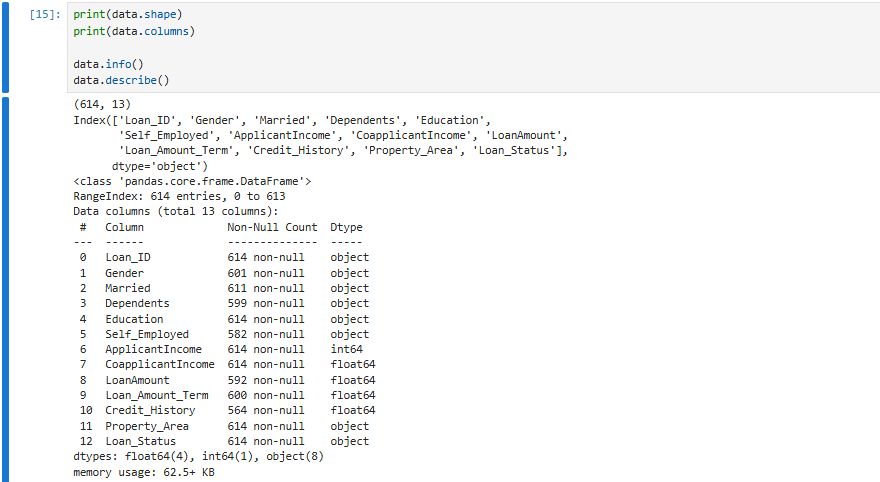 [15]: print(data.shape)
print(data.columns)
data.info()
data.describe()
(614, 13)
Index(['Loan_ID', 'Gender', 'Married', 'Dependents', 'Education',
       'Self_Employed', 'ApplicantIncome', 'CoapplicantIncome', 'LoanAmount',
       'Loan_Amount_Term', 'Credit_History', 'Property_Area', 'Loan_Status'],
      dtype='object')
<class 'pandas.core.frame.DataFrame'>
RangeIndex: 614 entries, 0 to 613
Data columns (total 13 columns):
 #   Column             Non-Null Count  Dtype
---  ------             --------------  -----
 0   Loan_ID            614 non-null    object
 1   Gender             601 non-null    object
 2   Married            611 non-null    object
 3   Dependents         599 non-null    object
 4   Education          614 non-null    object
 5   Self_Employed      582 non-null    object
 6   ApplicantIncome    614 non-null    int64
 7   CoapplicantIncome  614 non-null    float64
 8   LoanAmount         592 non-null    float64
 9   Loan_Amount_Term   600 non-null    float64
 10  Credit_History     564 non-null    float64
 11  Property_Area      614 non-null    object
 12  Loan_Status        614 non-null    object
dtypes: float64(4), int64(1), object(8)
memory usage: 62.5+ KB